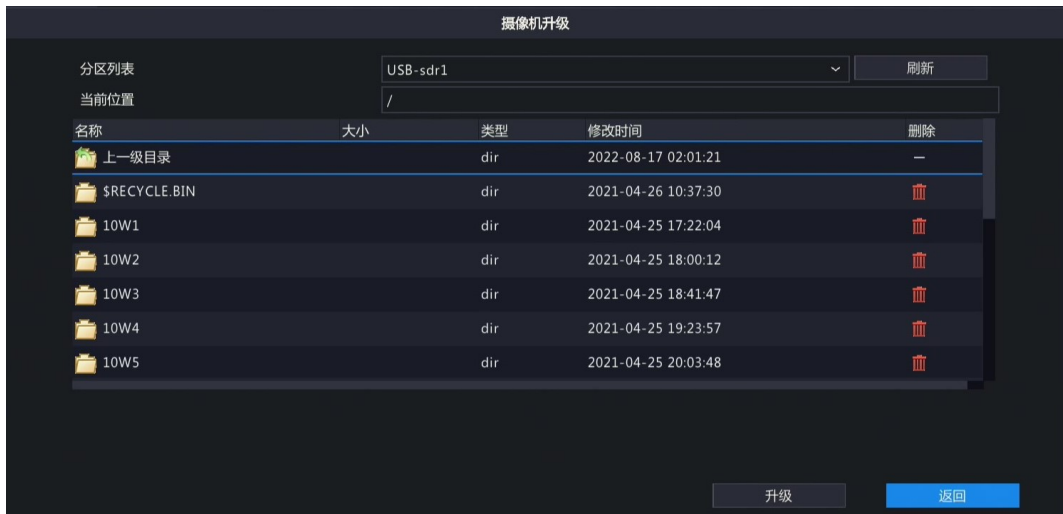 摄像机升级
分区列表 USB-sdr1 刷新
当前位置 /
名称 大小 类型 修改时间 删除
上一级目录 dir 2022-08-17 02:01:21 —
$RECYCLE.BIN dir 2021-04-26 10:37:30
10W1 dir 2021-04-25 17:22:04
10W2 dir 2021-04-25 18:00:12
10W3 dir 2021-04-25 18:41:47
10W4 dir 2021-04-25 19:23:57
10W5 dir 2021-04-25 20:03:48
升级 返回